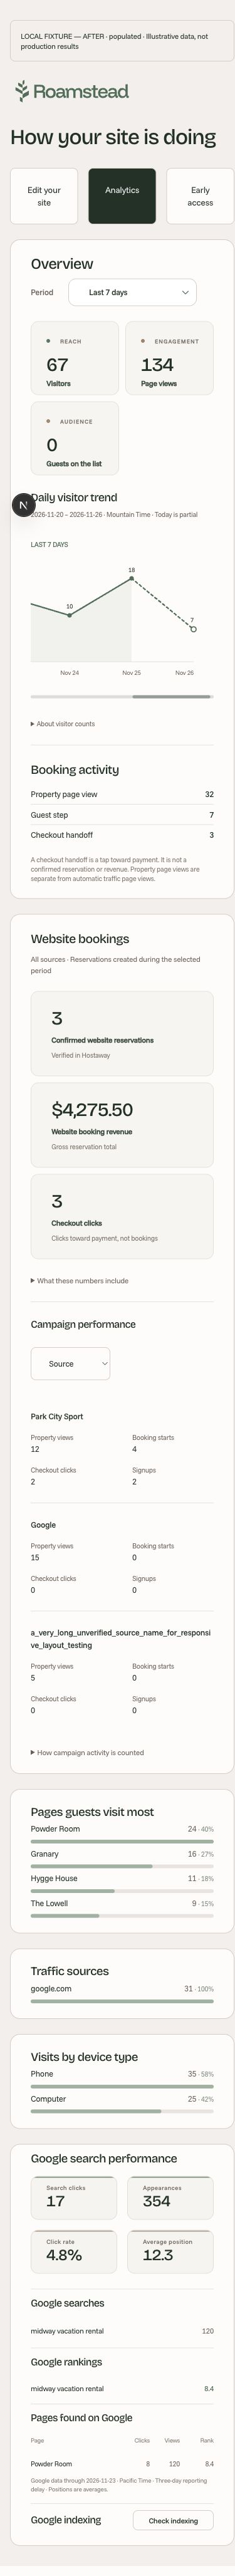 LOCAL FIXTURE — AFTER · populated · Illustrative data, not
production results
Roamstead
How your site is doing
Edit your
site
Analytics
Early
access
Overview
Period
Last 7 days
REACH
67
Visitors
ENGAGEMENT
134
Page views
AUDIENCE
0
Guests on the list
N
Daily visitor trend
2026-11-20 – 2026-11-26 · Mountain Time · Today is partial
LAST 7 DAYS
10
18
7
Nov 24
Nov 25
Nov 26
About visitor counts
Booking activity
Property page view 32
Guest step 7
Checkout handoff 3
A checkout handoff is a tap toward payment. It is not a
confirmed reservation or revenue. Property page views are
separate from automatic traffic page views.
Website bookings
All sources · Reservations created during the selected
period
3
Confirmed website reservations
Verified in Hostaway
$4,275.50
Website booking revenue
Gross reservation total
3
Checkout clicks
Clicks toward payment, not bookings
What these numbers include
Campaign performance
Source
Park City Sport
Property views Booking starts
12 4
Checkout clicks Signups
2 2
Google
Property views Booking starts
15 0
Checkout clicks Signups
0 0
a_very_long_unverified_source_name_for_responsi
ve_layout_testing
Property views Booking starts
5 0
Checkout clicks Signups
0 0
How campaign activity is counted
Pages guests visit most
Powder Room 24 · 40%
Granary 16 · 27%
Hygge House 11 · 18%
The Lowell 9 · 15%
Traffic sources
google.com 31 · 100%
Visits by device type
Phone 35 · 58%
Computer 25 · 42%
Google search performance
Search clicks
17
Appearances
354
Click rate
4.8%
Average position
12.3
Google searches
midway vacation rental 120
Google rankings
midway vacation rental 8.4
Pages found on Google
Page Clicks Views Rank
Powder Room 8 120 8.4
Google data through 2026-11-23 · Pacific Time · Three-day reporting
delay · Positions are averages.
Google indexing
Check indexing